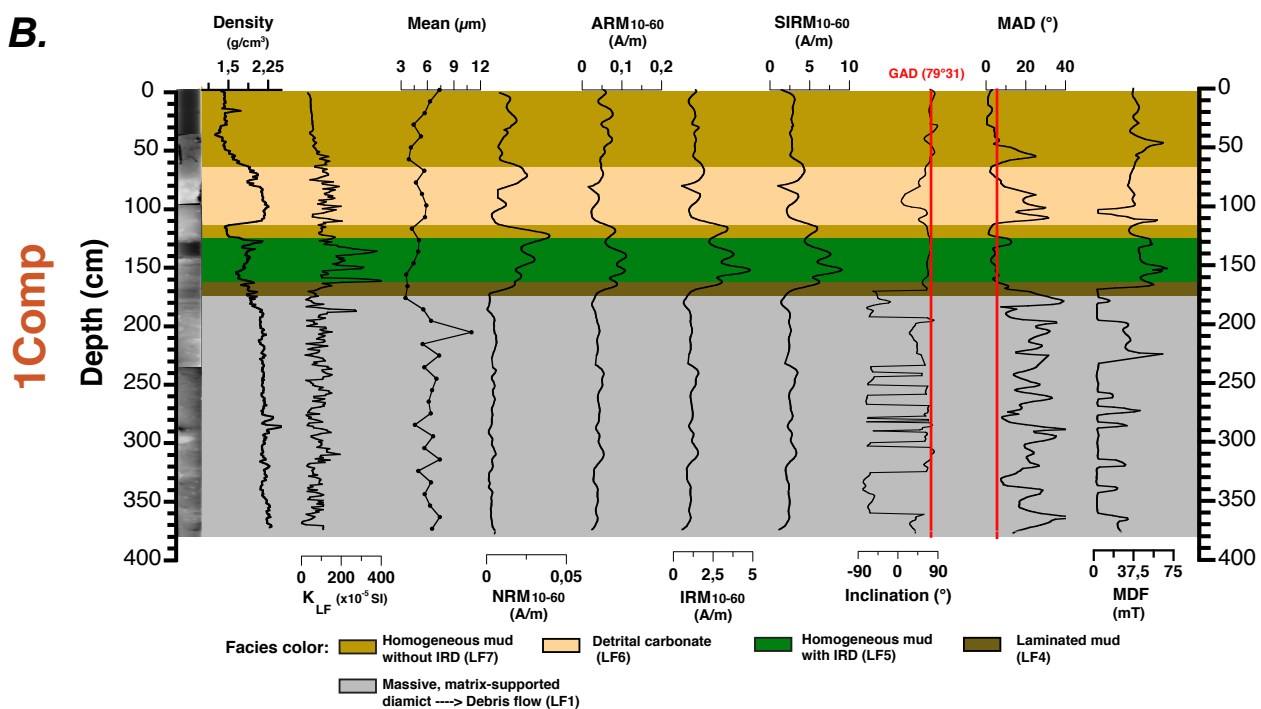 B.
1Comp
Density
(g/cm³)
1,5 2,25
Mean (µm)
3 6 9 12
ARM10-60
(A/m)
0 0,1 0,2
SIRM10-60
(A/m)
0 5 10
GAD (79°31)
MAD (°)
0 20 40
Depth (cm)
0
50
100
150
200
250
300
350
400
0
50
100
150
200
250
300
350
400
0 200 400
KLF (x10-5 SI)
0 0,05
NRM10-60
(A/m)
0 2,5 5
IRM10-60
(A/m)
-90 0 90
Inclination (°)
0 37,5 75
MDF
(mT)
Facies color:
Homogeneous mud
without IRD (LF7)
Detrital carbonate
(LF6)
Homogeneous mud
with IRD (LF5)
Laminated mud
(LF4)
Massive, matrix-supported
diamict ----> Debris flow (LF1)